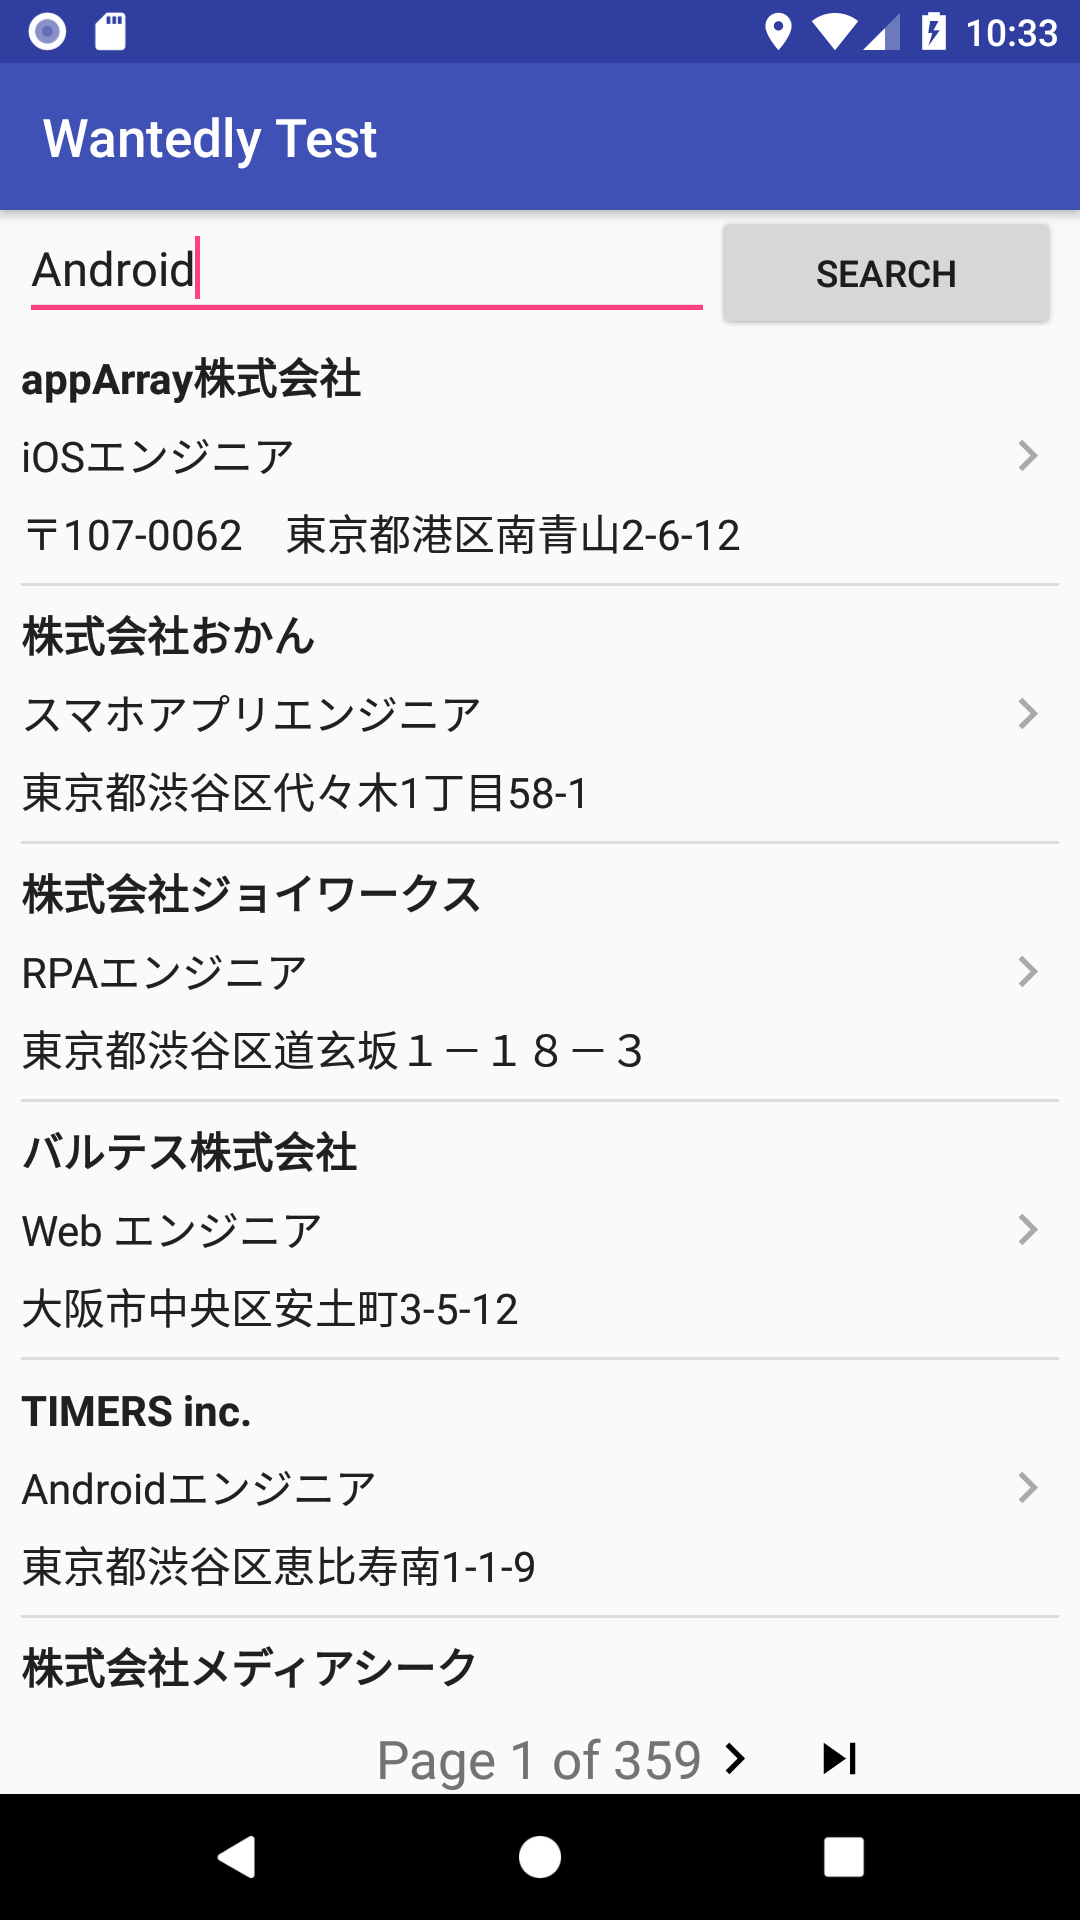 10:33
Wantedly Test
Android
SEARCH
appArray株式会社
iOSエンジニア
〒107-0062　東京都港区南青山2-6-12
株式会社おかん
スマホアプリエンジニア
東京都渋谷区代々木1丁目58-1
株式会社ジョイワークス
RPAエンジニア
東京都渋谷区道玄坂１－１８－３
バルテス株式会社
Web エンジニア
大阪市中央区安土町3-5-12
TIMERS inc.
Androidエンジニア
東京都渋谷区恵比寿南1-1-9
株式会社メディアシーク
Page 1 of 359